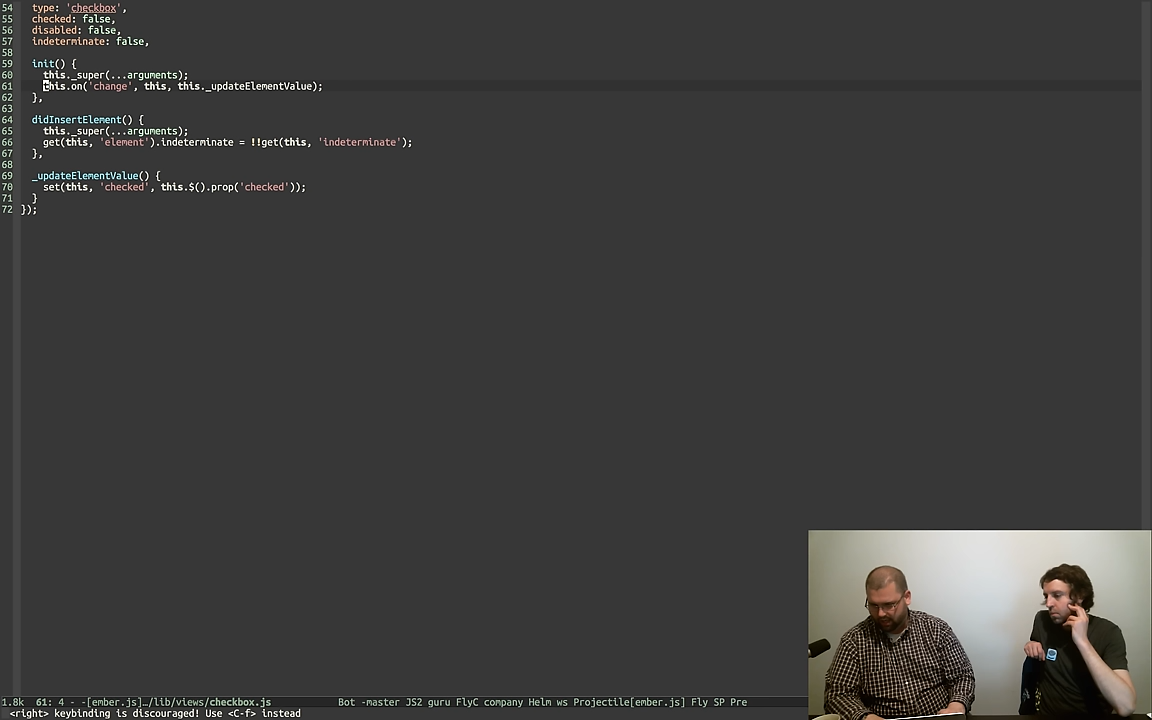 54   type: 'checkbox',
55   checked: false,
56   disabled: false,
57   indeterminate: false,
58
59   init() {
60     this._super(...arguments);
61     this.on('change', this, this._updateElementValue);
62   },
63
64   didInsertElement() {
65     this._super(...arguments);
66     get(this, 'element').indeterminate = !!get(this, 'indeterminate');
67   },
68
69   _updateElementValue() {
70     set(this, 'checked', this.$().prop('checked'));
71   }
72 });
1.8k  61: 4 - -[ember.js]…/lib/views/checkbox.js   Bot -master JS2 guru FlyC company Helm ws Projectile[ember.js] Fly SP Pre
<right> keybinding is discouraged! Use <C-f> instead